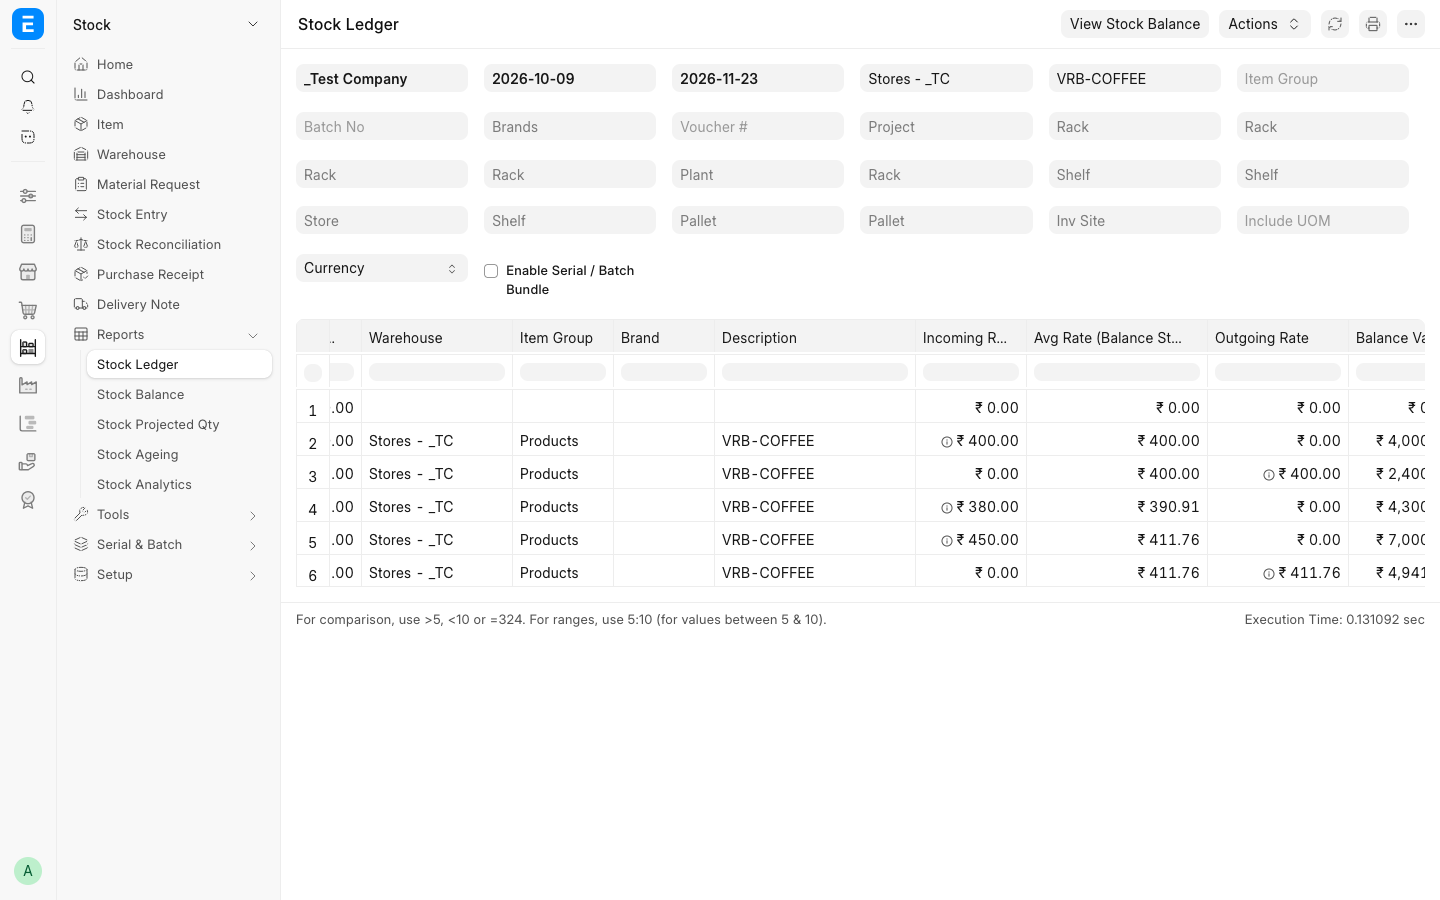 Stock
Stock Ledger
View Stock Balance
Actions
Home
Dashboard
Item
Warehouse
Material Request
Stock Entry
Stock Reconciliation
Purchase Receipt
Delivery Note
Reports
Stock Ledger
Stock Balance
Stock Projected Qty
Stock Ageing
Stock Analytics
Tools
Serial & Batch
Setup
A
_Test Company 2026-10-09 2026-11-23 Stores - _TC VRB-COFFEE Item Group
Batch No Brands Voucher # Project Rack Rack
Rack Rack Plant Rack Shelf Shelf
Store Shelf Pallet Pallet Inv Site Include UOM
Currency Enable Serial / Batch
Bundle
. Warehouse Item Group Brand Description Incoming R... Avg Rate (Balance St... Outgoing Rate Balance Va
1 .00 ₹ 0.00 ₹ 0.00 ₹ 0.00 ₹ 0
2 .00 Stores - _TC Products VRB-COFFEE ₹ 400.00 ₹ 400.00 ₹ 0.00 ₹ 4,000
3 .00 Stores - _TC Products VRB-COFFEE ₹ 0.00 ₹ 400.00 ₹ 400.00 ₹ 2,400
4 .00 Stores - _TC Products VRB-COFFEE ₹ 380.00 ₹ 390.91 ₹ 0.00 ₹ 4,300
5 .00 Stores - _TC Products VRB-COFFEE ₹ 450.00 ₹ 411.76 ₹ 0.00 ₹ 7,000
6 .00 Stores - _TC Products VRB-COFFEE ₹ 0.00 ₹ 411.76 ₹ 411.76 ₹ 4,941
For comparison, use >5, <10 or =324. For ranges, use 5:10 (for values between 5 & 10).
Execution Time: 0.131092 sec